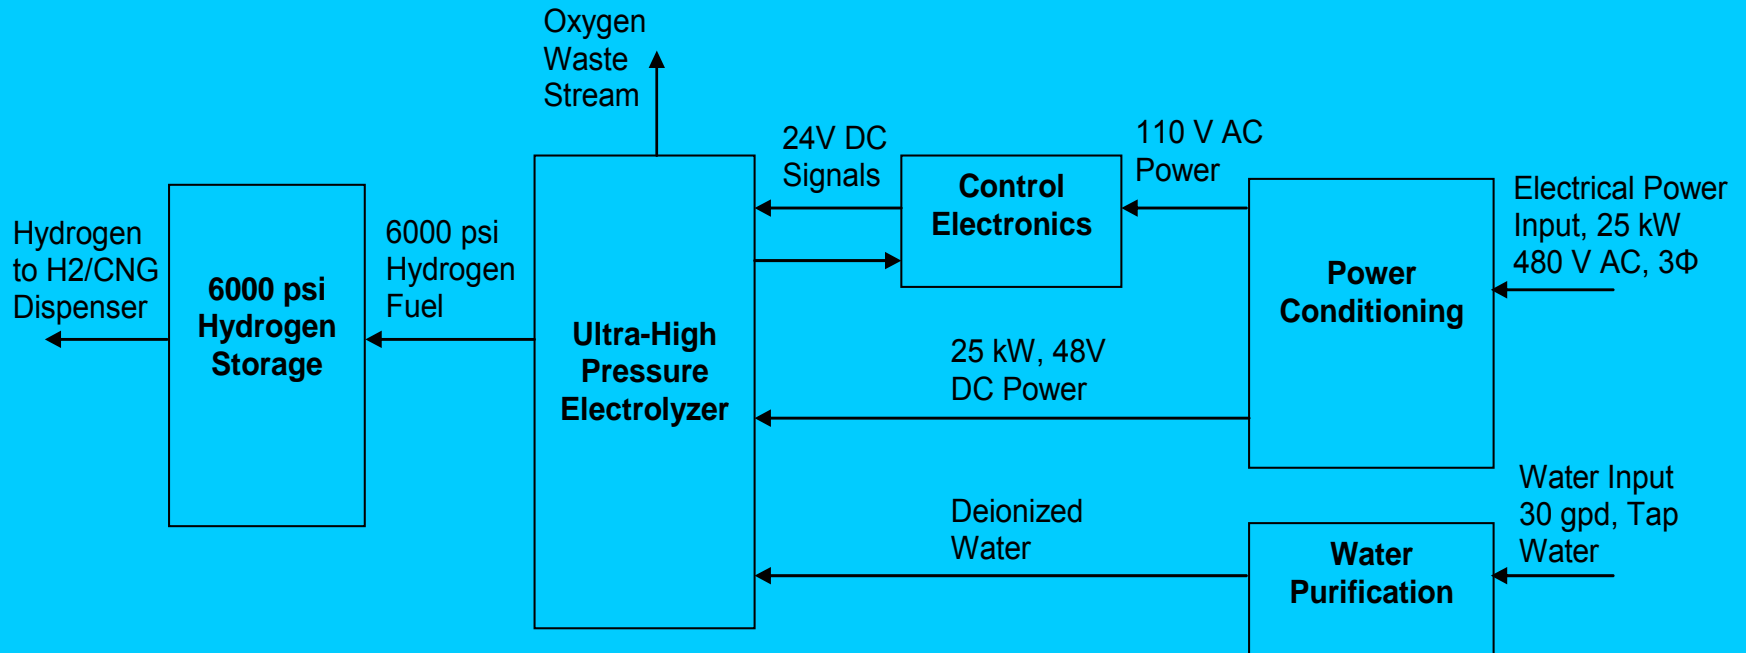 Oxygen
Waste
Stream
24V DC
Signals
110 V AC
Power
Control
Electronics
Electrical Power
Input, 25 kW
480 V AC, 3Φ
Hydrogen
to H2/CNG
Dispenser
6000 psi
Hydrogen
Fuel
6000 psi
Hydrogen
Storage
Power
Conditioning
Ultra-High
Pressure
Electrolyzer
25 kW, 48V
DC Power
Water Input
30 gpd, Tap
Water
Deionized
Water
Water
Purification